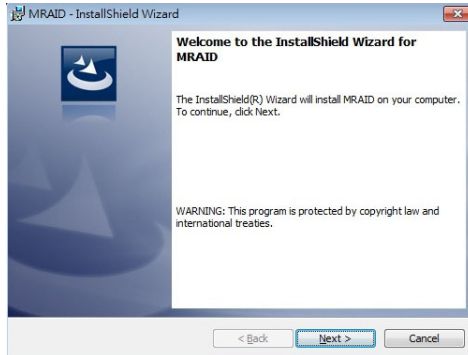 MRAID - InstallShield Wizard
Welcome to the InstallShield Wizard for
MRAID
The InstallShield(R) Wizard will install MRAID on your computer.
To continue, click Next.
WARNING: This program is protected by copyright law and
international treaties.
< Back
Next >
Cancel